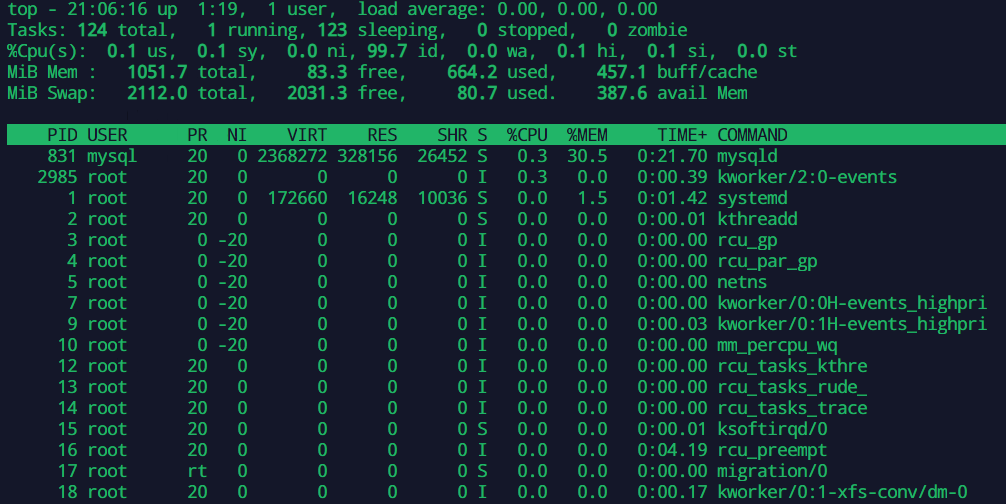 top - 21:06:16 up  1:19,  1 user,  load average: 0.00, 0.00, 0.00
Tasks: 124 total,   1 running, 123 sleeping,   0 stopped,   0 zombie
%Cpu(s):  0.1 us,  0.1 sy,  0.0 ni, 99.7 id,  0.0 wa,  0.1 hi,  0.1 si,  0.0 st
MiB Mem :   1051.7 total,     83.3 free,    664.2 used,    457.1 buff/cache
MiB Swap:   2112.0 total,   2031.3 free,     80.7 used.    387.6 avail Mem

    PID USER      PR  NI    VIRT    RES    SHR S  %CPU  %MEM     TIME+ COMMAND
    831 mysql     20   0 2368272 328156  26452 S   0.3  30.5   0:21.70 mysqld
   2985 root      20   0       0      0      0 I   0.3   0.0   0:00.39 kworker/2:0-events
      1 root      20   0  172660  16248  10036 S   0.0   1.5   0:01.42 systemd
      2 root      20   0       0      0      0 S   0.0   0.0   0:00.01 kthreadd
      3 root       0 -20       0      0      0 I   0.0   0.0   0:00.00 rcu_gp
      4 root       0 -20       0      0      0 I   0.0   0.0   0:00.00 rcu_par_gp
      5 root       0 -20       0      0      0 I   0.0   0.0   0:00.00 netns
      7 root       0 -20       0      0      0 I   0.0   0.0   0:00.00 kworker/0:0H-events_highpri
      9 root       0 -20       0      0      0 I   0.0   0.0   0:00.03 kworker/0:1H-events_highpri
     10 root       0 -20       0      0      0 I   0.0   0.0   0:00.00 mm_percpu_wq
     12 root      20   0       0      0      0 I   0.0   0.0   0:00.00 rcu_tasks_kthre
     13 root      20   0       0      0      0 I   0.0   0.0   0:00.00 rcu_tasks_rude_
     14 root      20   0       0      0      0 I   0.0   0.0   0:00.00 rcu_tasks_trace
     15 root      20   0       0      0      0 S   0.0   0.0   0:00.01 ksoftirqd/0
     16 root      20   0       0      0      0 I   0.0   0.0   0:04.19 rcu_preempt
     17 root      rt   0       0      0      0 S   0.0   0.0   0:00.00 migration/0
     18 root      20   0       0      0      0 I   0.0   0.0   0:00.17 kworker/0:1-xfs-conv/dm-0